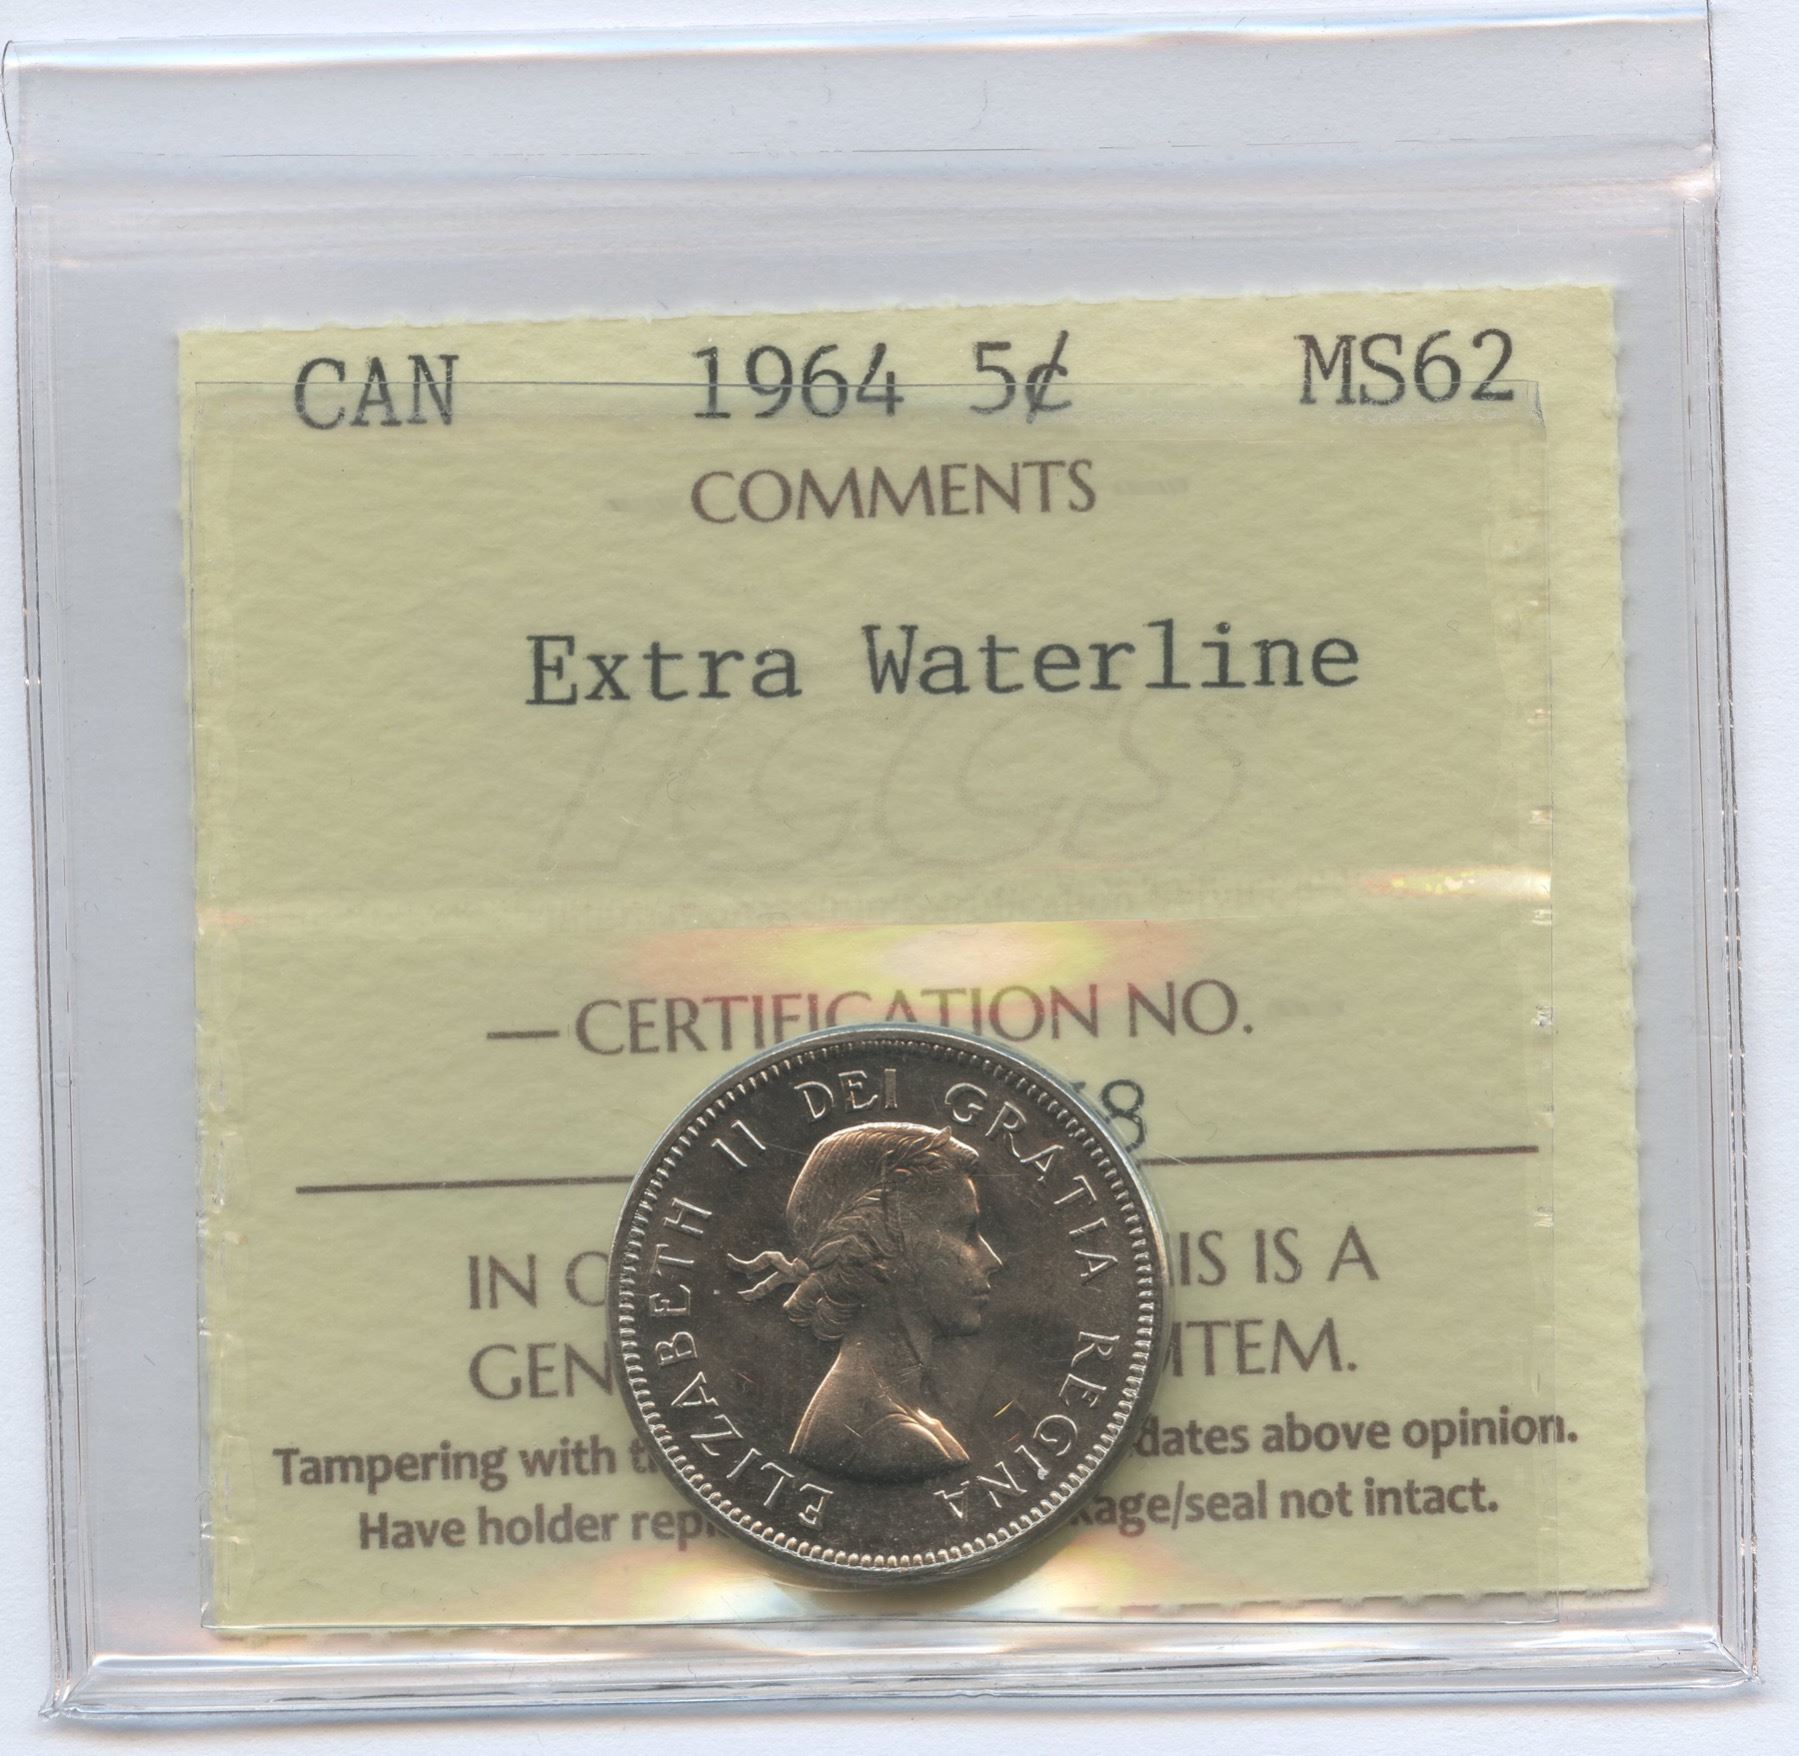 CAN 1964 5¢ MS62
COMMENTS
Extra Waterline
ICCS
CERTIFICATION NO.
8
IN IS IS A
GEN ITEM.
Tampering with dates above opinion.
Have holder rep kage/seal not intact.
ELIZABETH II DEI GRATIA REGINA